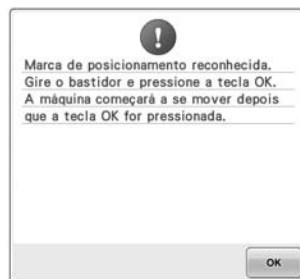 Marca de posicionamento reconhecida.
Gire o bastidor e pressione a tecla OK.
A máquina começará a se mover depois
que a tecla OK for pressionada.
OK